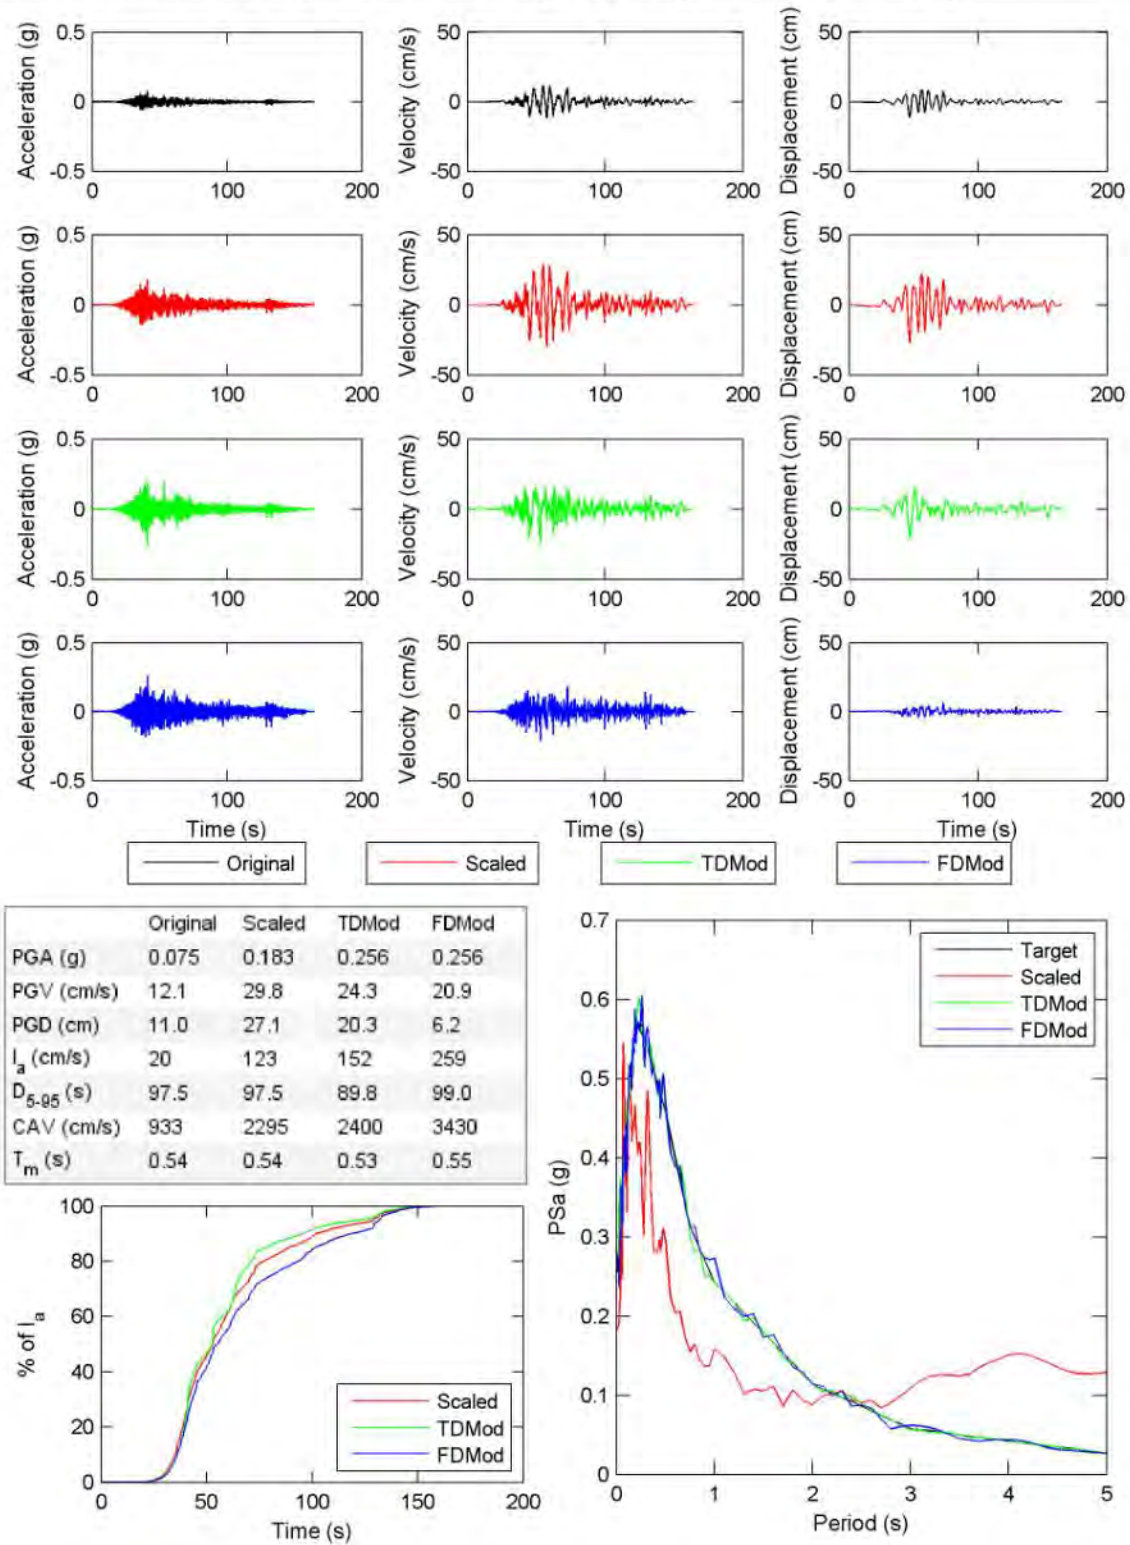 Acceleration (g)
0.5
0
-0.5
0 100 200
Velocity (cm/s)
50
0
-50
0 100 200
Displacement (cm)
50
0
-50
0 100 200
Acceleration (g)
0.5
0
-0.5
0 100 200
Velocity (cm/s)
50
0
-50
0 100 200
Displacement (cm)
50
0
-50
0 100 200
Acceleration (g)
0.5
0
-0.5
0 100 200
Velocity (cm/s)
50
0
-50
0 100 200
Displacement (cm)
50
0
-50
0 100 200
Acceleration (g)
0.5
0
-0.5
0 100 200
Time (s)
Velocity (cm/s)
50
0
-50
0 100 200
Time (s)
Displacement (cm)
50
0
-50
0 100 200
Time (s)
Original Scaled TDMod FDMod
Original Scaled TDMod FDMod
PGA (g) 0.075 0.183 0.256 0.256
PGV (cm/s) 12.1 29.8 24.3 20.9
PGD (cm) 11.0 27.1 20.3 6.2
Ia (cm/s) 20 123 152 259
D5-95 (s) 97.5 97.5 89.8 99.0
CAV (cm/s) 933 2295 2400 3430
Tm (s) 0.54 0.54 0.53 0.55
% of Ia
100
80
60
40
20
0
0 50 100 150 200
Time (s)
Scaled
TDMod
FDMod
PSa (g)
0.7
0.6
0.5
0.4
0.3
0.2
0.1
0
0 1 2 3 4 5
Period (s)
Target
Scaled
TDMod
FDMod